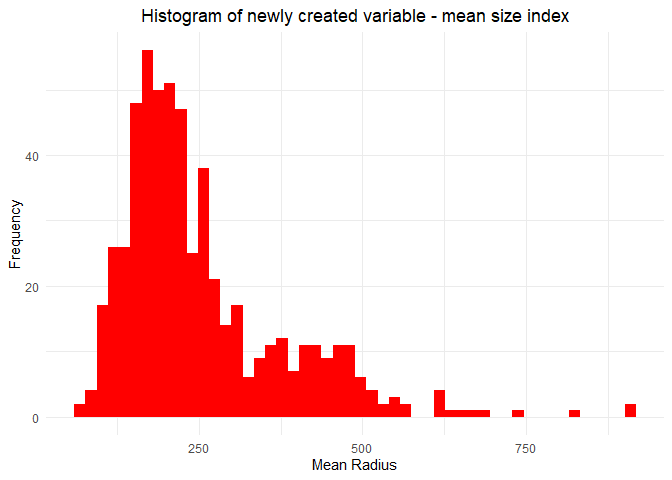 Histogram of newly created variable - mean size index
Frequency
40
20
0
250
500
750
Mean Radius